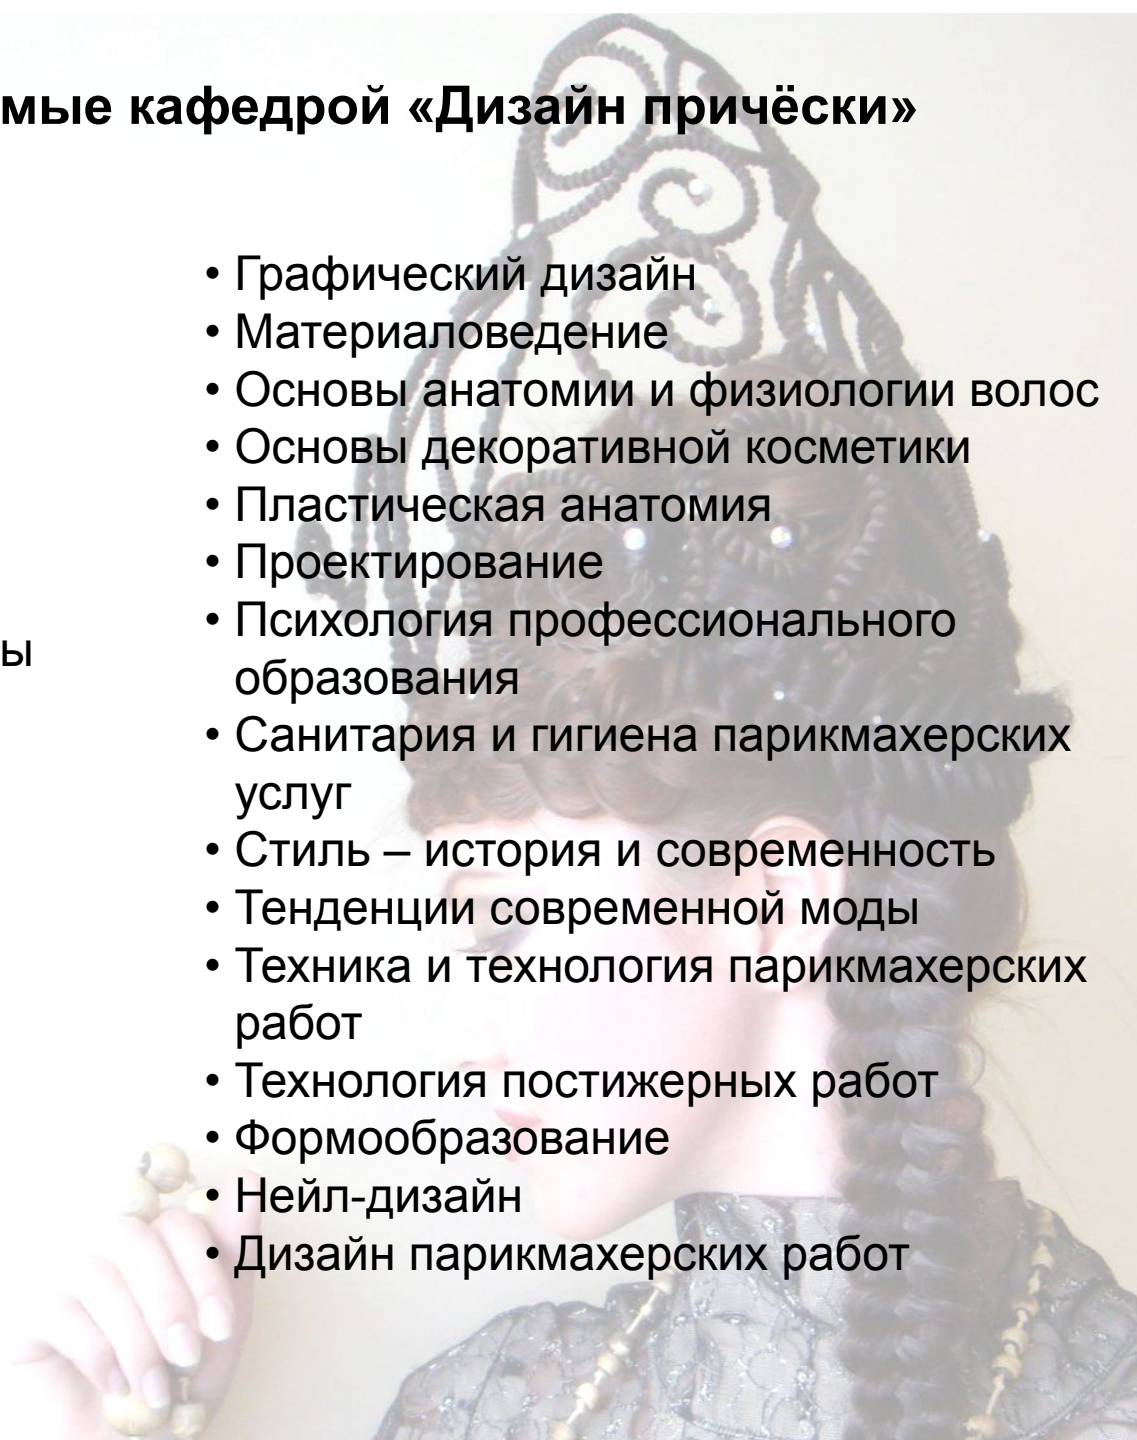 мые кафедрой «Дизайн причёски»
• Графический дизайн
• Материаловедение
• Основы анатомии и физиологии волос
• Основы декоративной косметики
• Пластическая анатомия
• Проектирование
• Психология профессионального
ы
образования
• Санитария и гигиена парикмахерских
услуг
• Стиль – история и современность
• Тенденции современной моды
• Техника и технология парикмахерских
работ
• Технология постижерных работ
• Формообразование
• Нейл-дизайн
• Дизайн парикмахерских работ